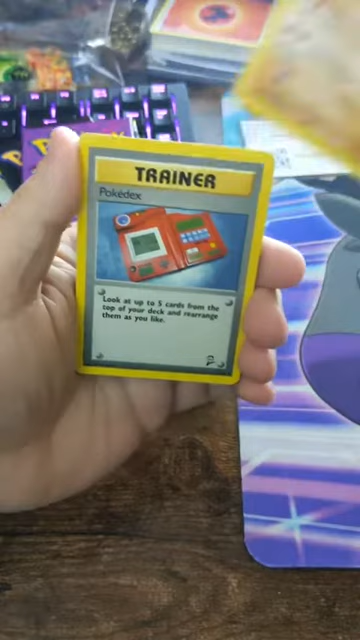 TRAINER
Pokédex
Look at up to 5 cards from the
top of your deck and rearrange
them as you like.
2